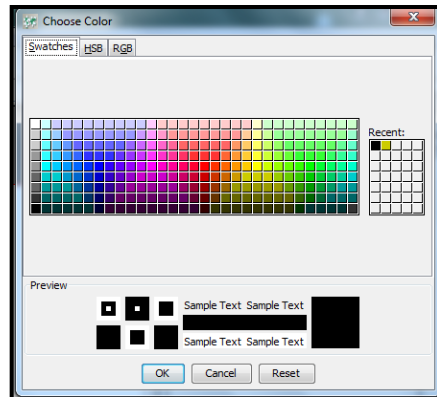 Choose Color
Swatches HSB RGB
Recent:
Preview
Sample Text Sample Text
Sample Text Sample Text
OK Cancel Reset